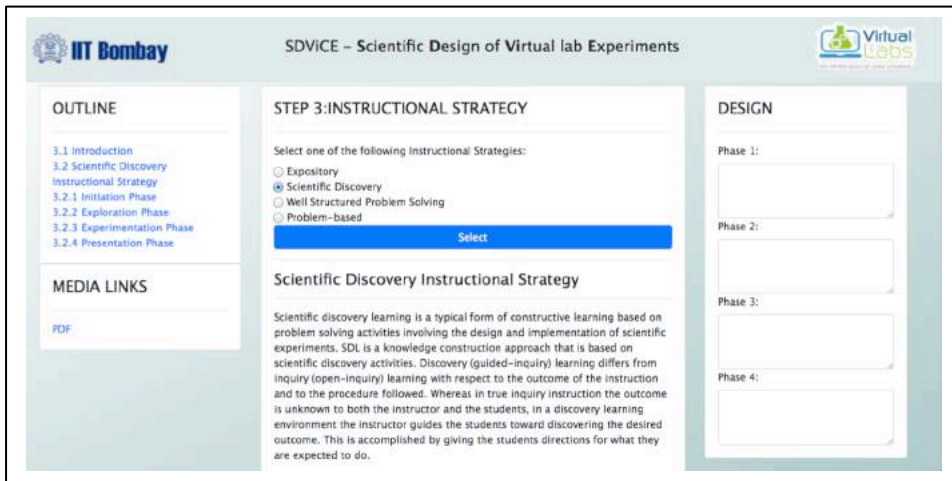 IIT Bombay
SDViCE – Scientific Design of Virtual lab Experiments
Virtual
Labs
OUTLINE
3.1 Introduction
3.2 Scientific Discovery
Instructional Strategy
3.2.1 Initiation Phase
3.2.2 Exploration Phase
3.2.3 Experimentation Phase
3.2.4 Presentation Phase
MEDIA LINKS
PDF
STEP 3:INSTRUCTIONAL STRATEGY
Select one of the following Instructional Strategies:
Expository
Scientific Discovery
Well Structured Problem Solving
Problem-based
Select
Scientific Discovery Instructional Strategy
Scientific discovery learning is a typical form of constructive learning based on
problem solving activities involving the design and implementation of scientific
experiments. SDL is a knowledge construction approach that is based on
scientific discovery activities. Discovery (guided-inquiry) learning differs from
inquiry (open-inquiry) learning with respect to the outcome of the instruction
and to the procedure followed. Whereas in true inquiry instruction the outcome
is unknown to both the instructor and the students, in a discovery learning
environment the instructor guides the students toward discovering the desired
outcome. This is accomplished by giving the students directions for what they
are expected to do.
DESIGN
Phase 1:
Phase 2:
Phase 3:
Phase 4: